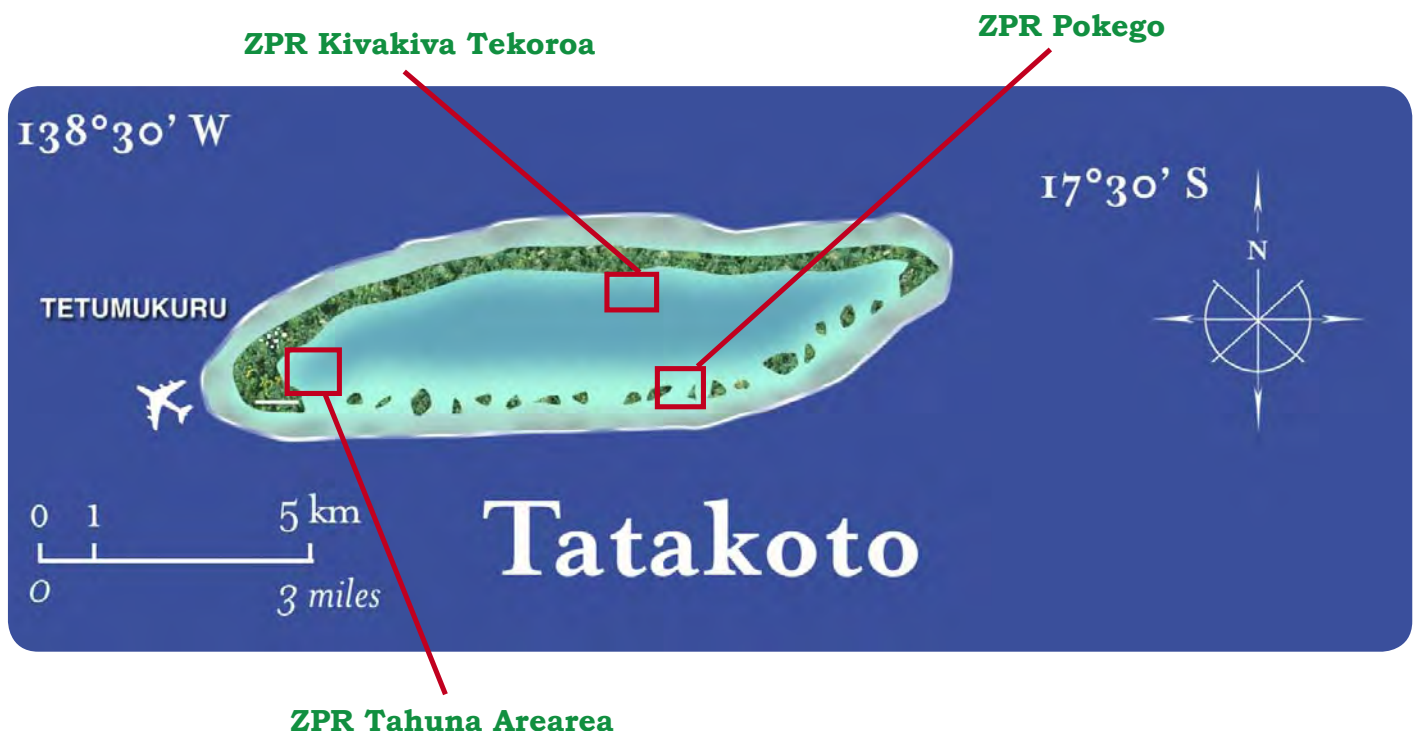 ZPR Kivakiva Tekoroa
ZPR Pokego
138°30’ W
17°30’ S
N
TETUMUKURU
0 1 5 km
0 3 miles
Tatakoto
ZPR Tahuna Arearea